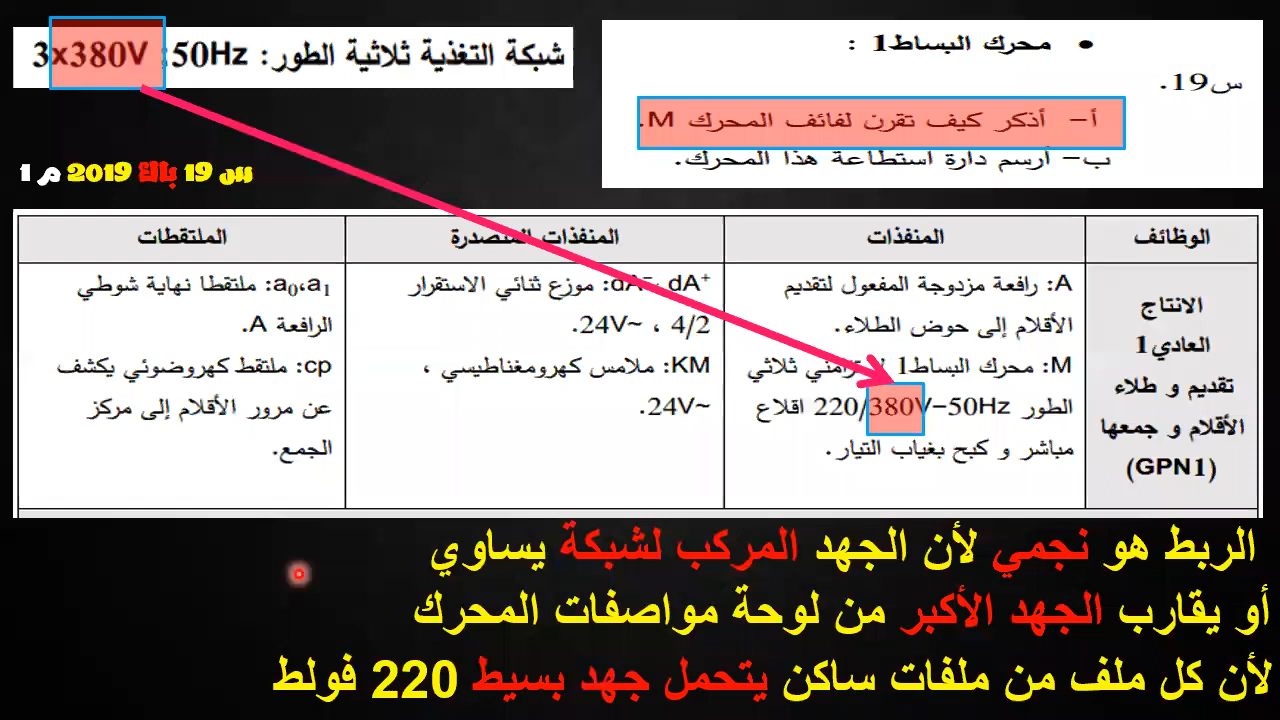 شبكة التغذية ثلاثية الطور: 50Hz؛ 3x380V
• محرك البساط1 :
س19.
أ- أذكر كيف تقرن لفائف المحرك M.
ب- أرسم دارة استطاعة هذا المحرك.
س 19 باك 2019 م 1
الوظائف
المنفذات
المنفذات المتصدرة
الملتقطات
الانتاج
العادي1
تقديم و طلاء
الأقلام و جمعها
(GPN1)
A: رافعة مزدوجة المفعول لتقديم
الأقلام إلى حوض الطلاء.
M: محرك البساط1 ثلاثي
الطور 220/380V-50Hz اقلاع
مباشر و كبح بغياب التيار.
dA⁺، dA⁻: موزع ثنائي الاستقرار
4/2 ، 24V~.
KM: ملامس كهرومغناطيسي ،
24V~.
a₀،a₁: ملتقطا نهاية شوطي
الرافعة A.
cp: ملتقط كهروضوئي يكشف
عن مرور الأقلام إلى مركز
الجمع.
الربط هو نجمي لأن الجهد المركب لشبكة يساوي
أو يقارب الجهد الأكبر من لوحة مواصفات المحرك
لأن كل ملف من ملفات ساكن يتحمل جهد بسيط 220 فولط